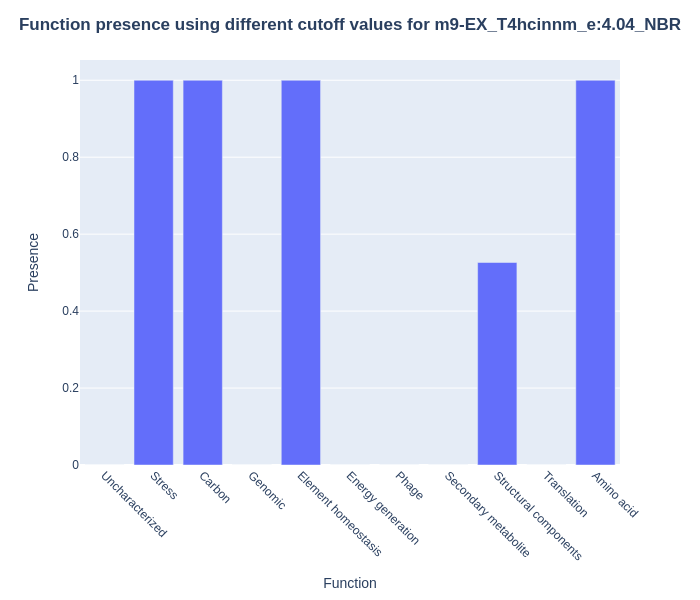 Function presence using different cutoff values for m9-EX_T4hcinnm_e:4.04_NBR
1
0.8
0.6
0.4
0.2
0
Presence
Uncharacterized
Stress
Carbon
Genomic
Element homeostasis
Energy generation
Phage
Secondary metabolite
Structural components
Translation
Amino acid
Function